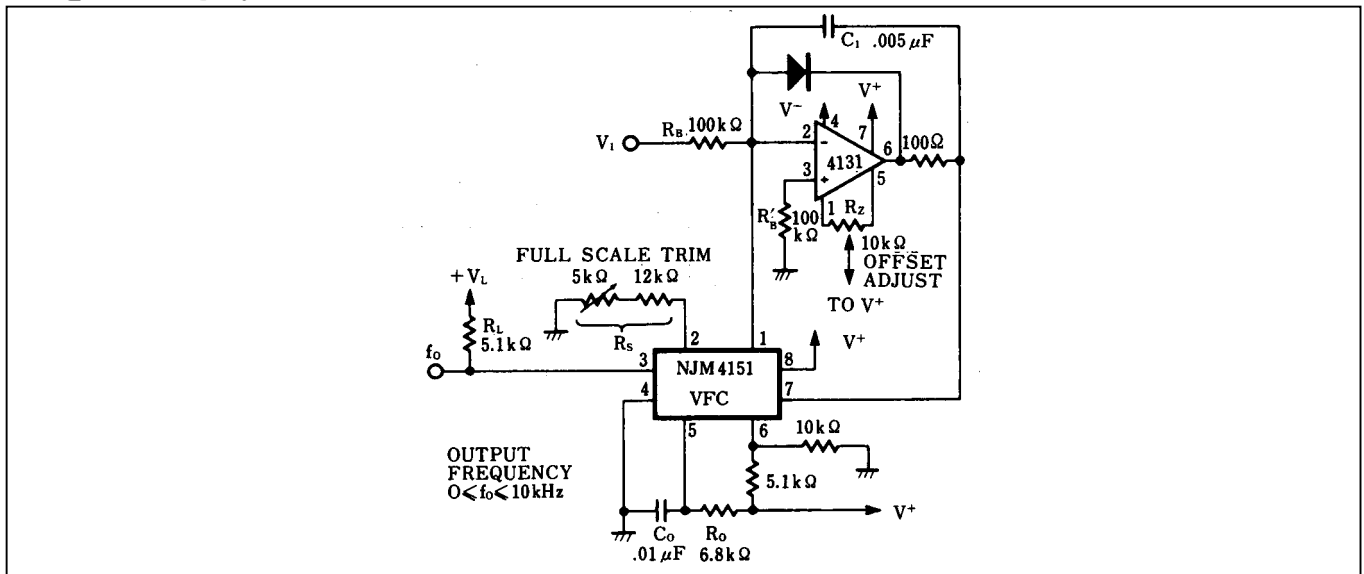 C₁ .005μF
V⁻
V⁺
R_B 100kΩ
V₁
4
7
2
−
6
100Ω
4131
3
+
5
1
R_Z
R'_B 100
kΩ
10kΩ
OFFSET
ADJUST
TO V⁺
FULL SCALE TRIM
5kΩ 12kΩ
R_S
+V_L
R_L
5.1kΩ
f₀
2
1
V⁺
3
NJM4151
8
4
VFC
7
5
6
10kΩ
OUTPUT
FREQUENCY
O≤f₀≤10kHz
5.1kΩ
V⁺
C₀
R₀
.01μF
6.8kΩ